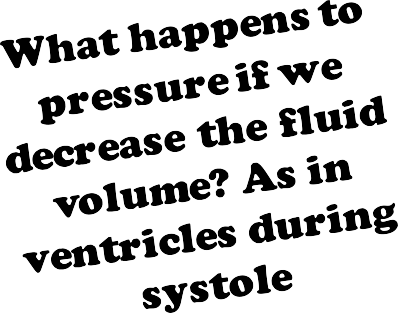 What happens to
pressure if we
decrease the fluid
volume? As in
ventricles during
systole